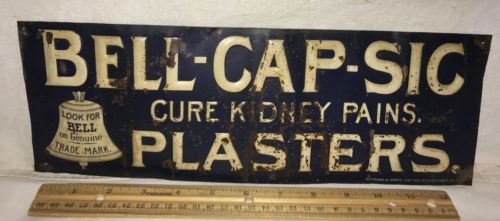 BELL-CAP-SIC
CURE KIDNEY PAINS.
PLASTERS.
LOOK FOR
BELL
on Genuine
TRADE MARK